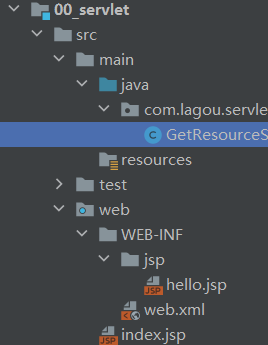 00_servlet
src
main
java
com.lagou.servle
GetResourceS
resources
test
web
WEB-INF
jsp
hello.jsp
web.xml
index.jsp